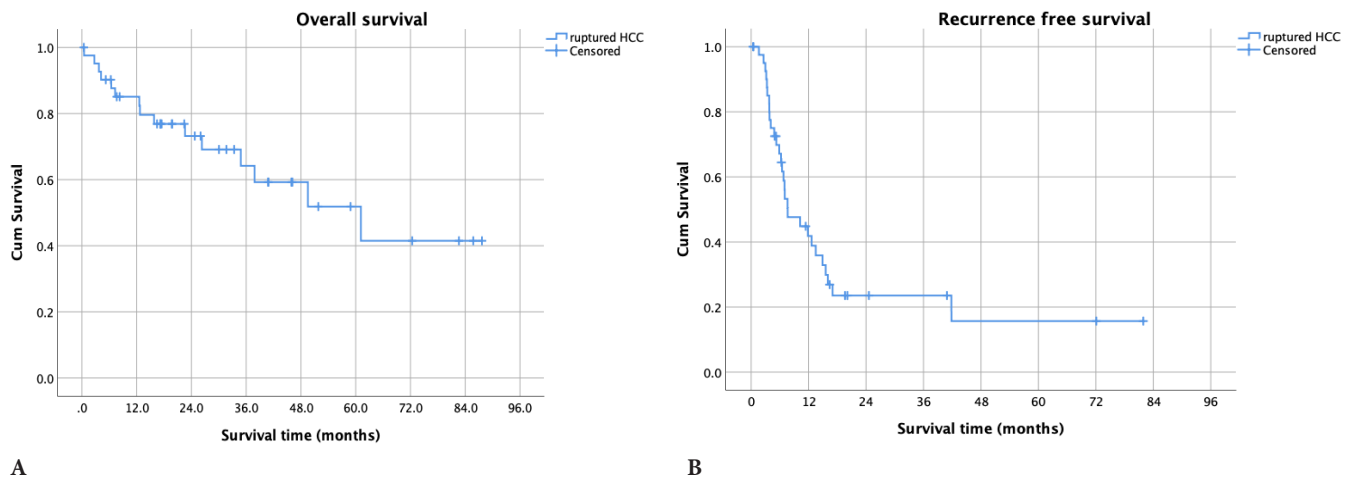 Overall survival
ruptured HCC
Censored
Cum Survival
1.0
0.8
0.6
0.4
0.2
0.0
.0 12.0 24.0 36.0 48.0 60.0 72.0 84.0 96.0
Survival time (months)
A
Recurrence free survival
ruptured HCC
Censored
Cum Survival
1.0
0.8
0.6
0.4
0.2
0.0
0 12 24 36 48 60 72 84 96
Survival time (months)
B